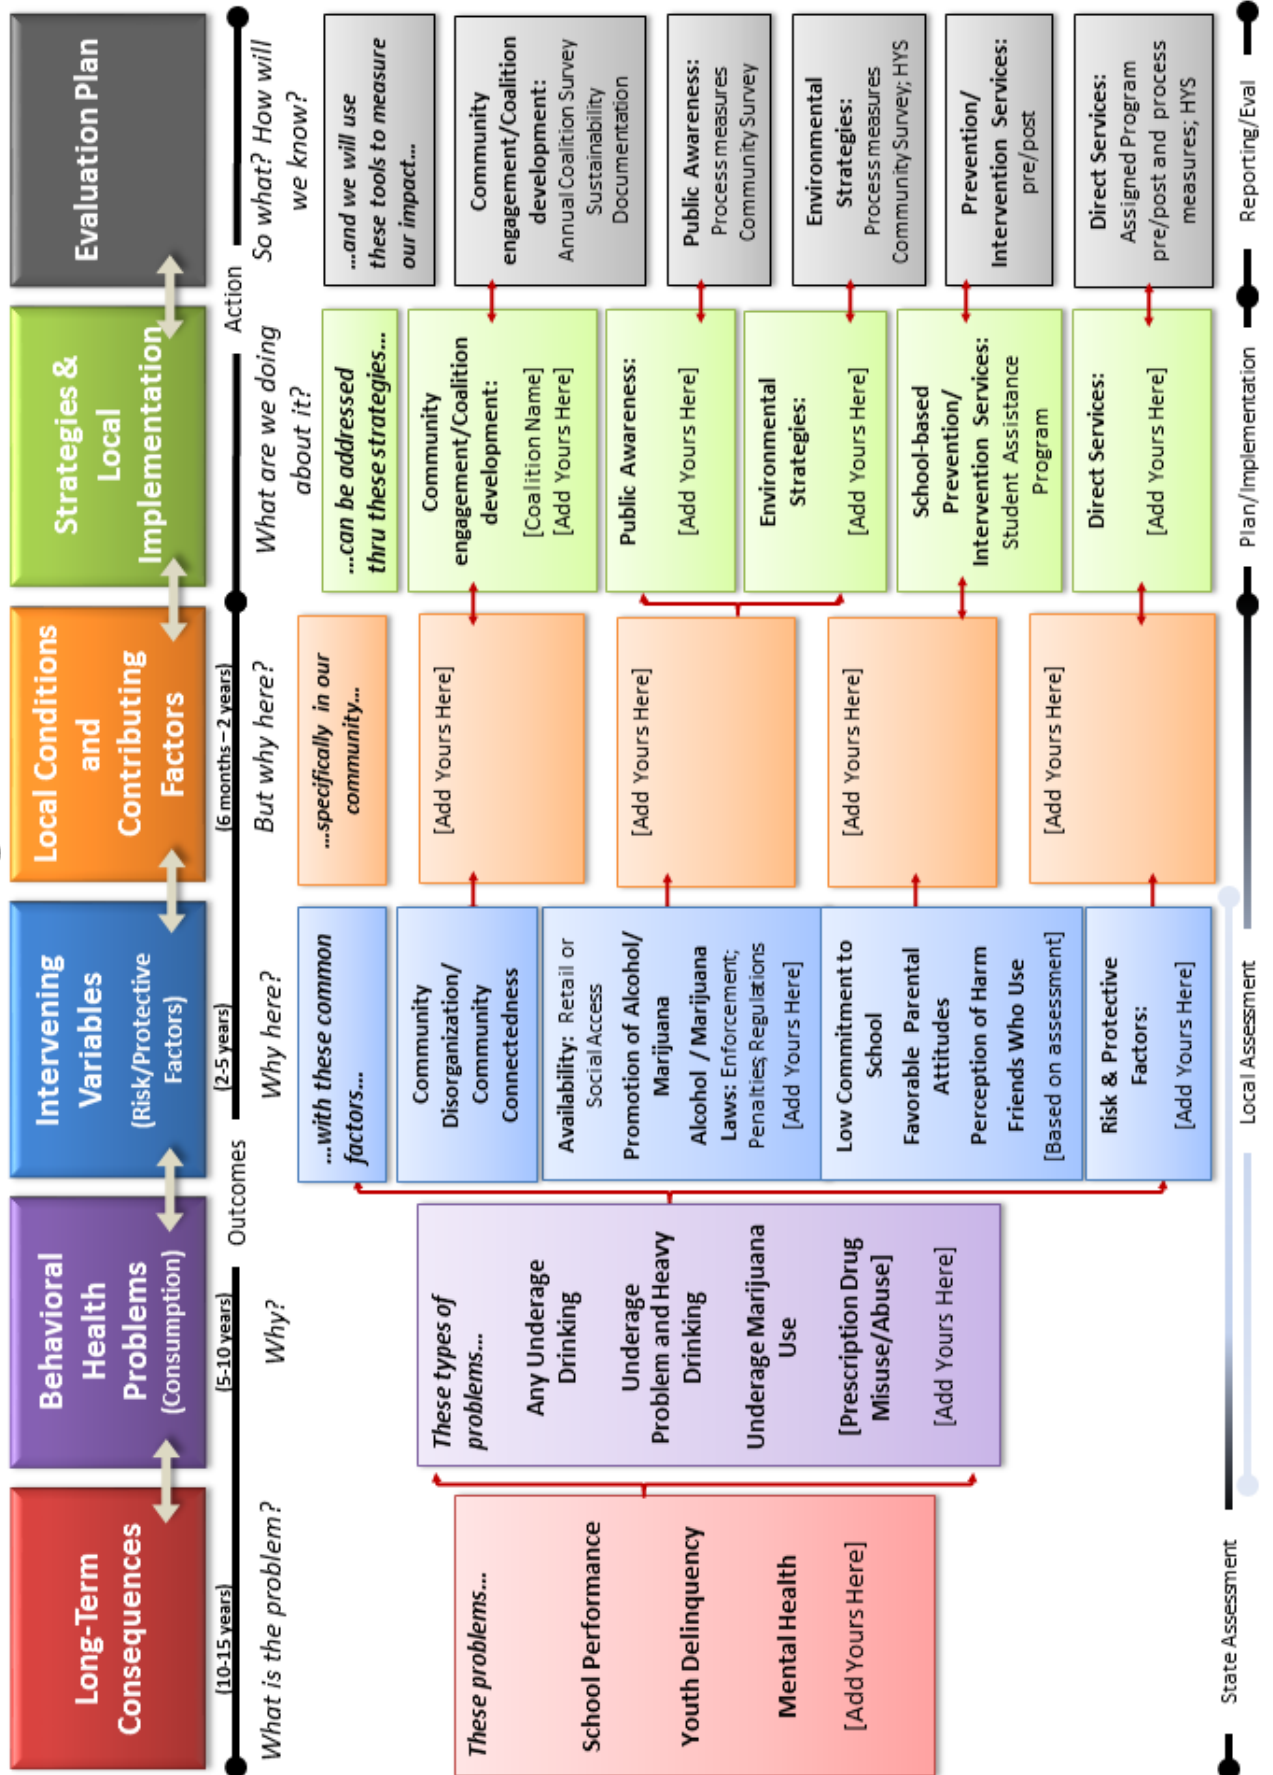 Long-Term
Consequences
(10-15 years)
What is the problem?
These problems...
School Performance
Youth Delinquency
Mental Health
[Add Yours Here]
Behavioral
Health
Problems
(Consumption)
(5-10 years)
Why?
These types of
problems...
Any Underage
Drinking
Underage
Problem and Heavy
Drinking
Underage Marijuana
Use
[Prescription Drug
Misuse/Abuse]
[Add Yours Here]
Outcomes
Intervening
Variables
(Risk/Protective
Factors)
(2-5 years)
Why here?
...with these common
factors...
Community
Disorganization/
Community
Connectedness
Availability: Retail or
Social Access
Promotion of Alcohol/
Marijuana
Alcohol / Marijuana
Laws: Enforcement;
Penalties; Regulations
[Add Yours Here]
Low Commitment to
School
Favorable Parental
Attitudes
Perception of Harm
Friends Who Use
[Based on assessment]
Risk & Protective
Factors:
[Add Yours Here]
Local Conditions
and
Contributing
Factors
(6 months – 2 years)
But why here?
...specifically in our
community...
[Add Yours Here]
[Add Yours Here]
[Add Yours Here]
[Add Yours Here]
Strategies &
Local
Implementation
Action
What are we doing
about it?
...can be addressed
thru these strategies...
Community
engagement/Coalition
development:
[Coalition Name]
[Add Yours Here]
Public Awareness:
[Add Yours Here]
Environmental
Strategies:
[Add Yours Here]
School-based
Prevention/
Intervention Services:
Student Assistance
Program
Direct Services:
[Add Yours Here]
Evaluation Plan
So what? How will
we know?
...and we will use
these tools to measure
our impact...
Community
engagement/Coalition
development:
Annual Coalition Survey
Sustainability
Documentation
Public Awareness:
Process measures
Community Survey
Environmental
Strategies:
Process measures
Community Survey; HYS
Prevention/
Intervention Services:
pre/post
Direct Services:
Assigned Program
pre/post and process
measures; HYS
State Assessment
Local Assessment
Plan/Implementation
Reporting/Eval